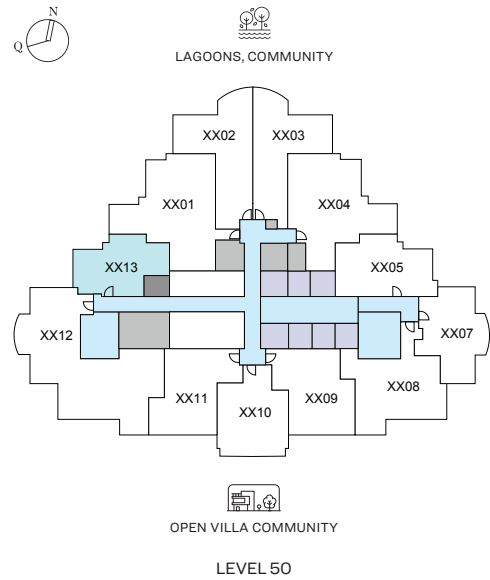 N
Q
LAGOONS, COMMUNITY
XX02 XX03
XX01 XX04
XX13 XX05
XX12 XX07
XX08
XX11 XX10 XX09
OPEN VILLA COMMUNITY
LEVEL 50